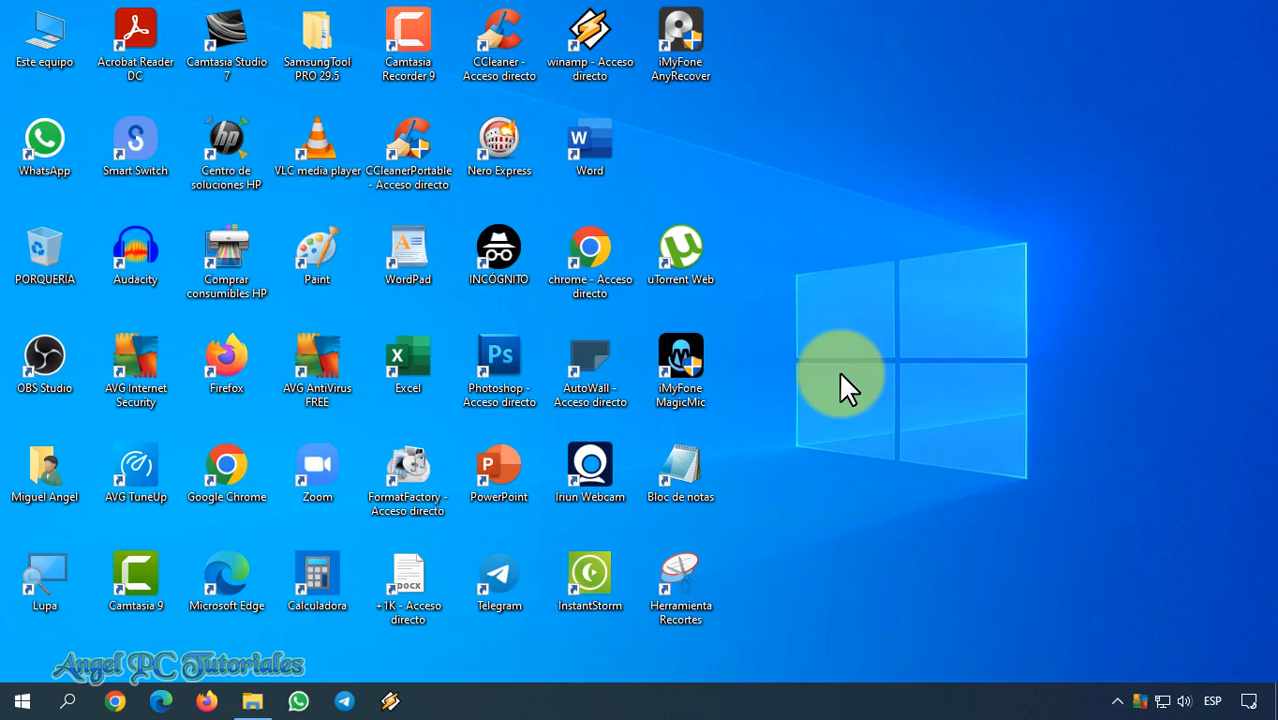 Este equipo
Acrobat Reader
DC
Camtasia Studio
7
SamsungTool
PRO 29.5
Camtasia
Recorder 9
CCleaner -
Acceso directo
winamp - Acceso
directo
iMyFone
AnyRecover
WhatsApp
Smart Switch
hp
Centro de
soluciones HP
VLC media player
CCleanerPortable
- Acceso directo
Nero Express
W
Word
PORQUERÍA
Audacity
Comprar
consumibles HP
Paint
A
WordPad
INCÓGNITO
chrome - Acceso
directo
uTorrent Web
OBS Studio
AVG Internet
Security
Firefox
AVG AntiVirus
FREE
X
Excel
Ps
Photoshop -
Acceso directo
AutoWall -
Acceso directo
iMyFone
MagicMic
Miguel Angel
AVG TuneUp
Google Chrome
Zoom
FormatFactory -
Acceso directo
P
PowerPoint
Iriun Webcam
Bloc de notas
Lupa
Camtasia 9
Microsoft Edge
Calculadora
DOCX
+1K - Acceso
directo
Telegram
InstantStorm
Herramienta
Recortes
Angel PC Tutoriales
ESP